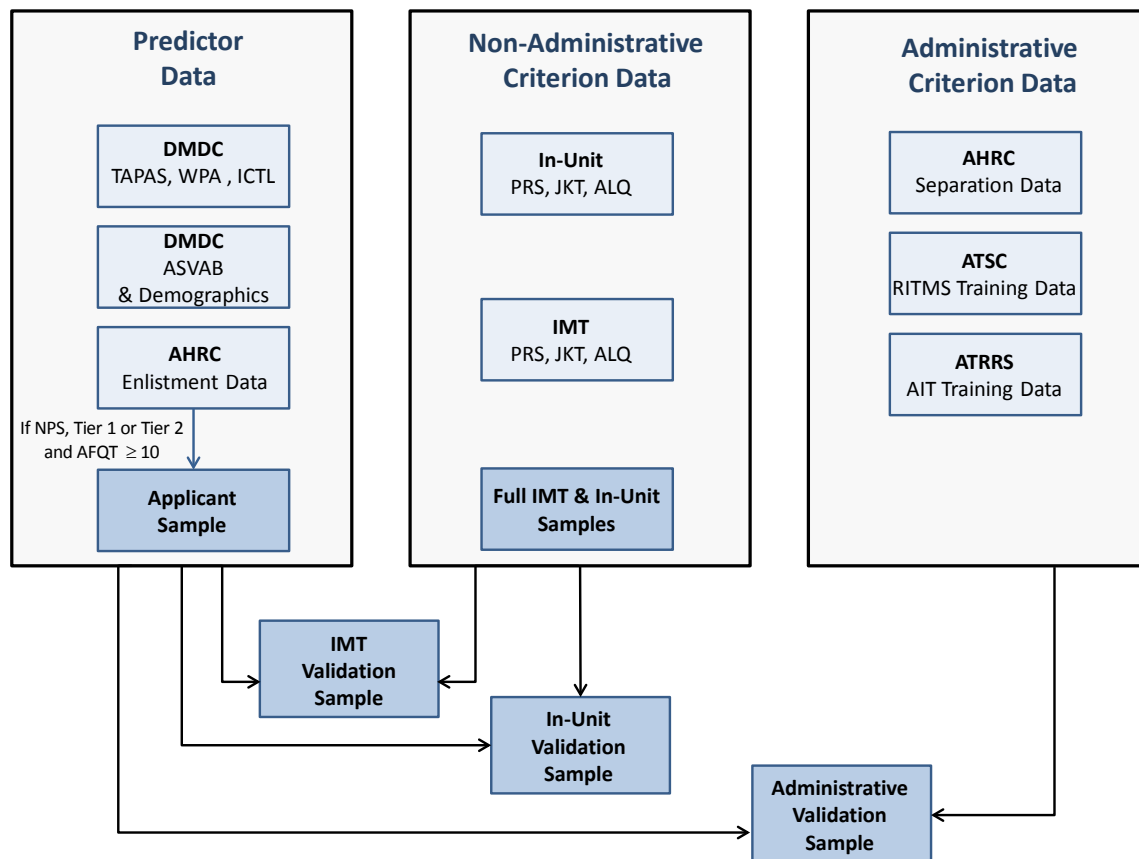 Predictor
Data
DMDC
TAPAS, WPA , ICTL
DMDC
ASVAB
& Demographics
AHRC
Enlistment Data
If NPS, Tier 1 or Tier 2
and AFQT ≥ 10
Applicant
Sample
Non-Administrative
Criterion Data
In-Unit
PRS, JKT, ALQ
IMT
PRS, JKT, ALQ
Full IMT & In-Unit
Samples
Administrative
Criterion Data
AHRC
Separation Data
ATSC
RITMS Training Data
ATRRS
AIT Training Data
IMT
Validation
Sample
In-Unit
Validation
Sample
Administrative
Validation
Sample